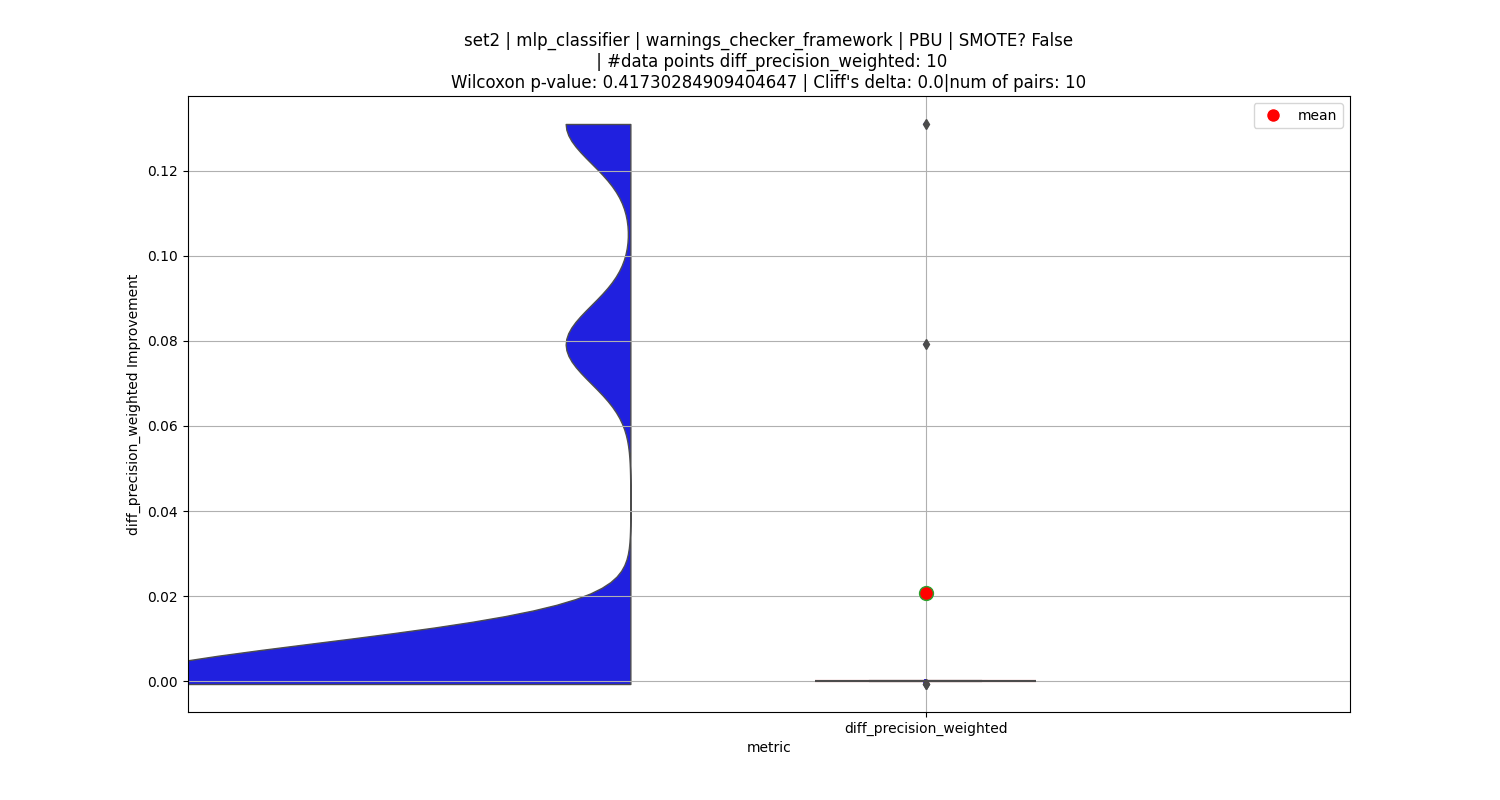 set2 | mlp_classifier | warnings_checker_framework | PBU | SMOTE? False
| #data points diff_precision_weighted: 10
Wilcoxon p-value: 0.41730284909404647 | Cliff's delta: 0.0|num of pairs: 10
mean
0.12
0.10
0.08
0.06
0.04
0.02
0.00
diff_precision_weighted Improvement
diff_precision_weighted
metric